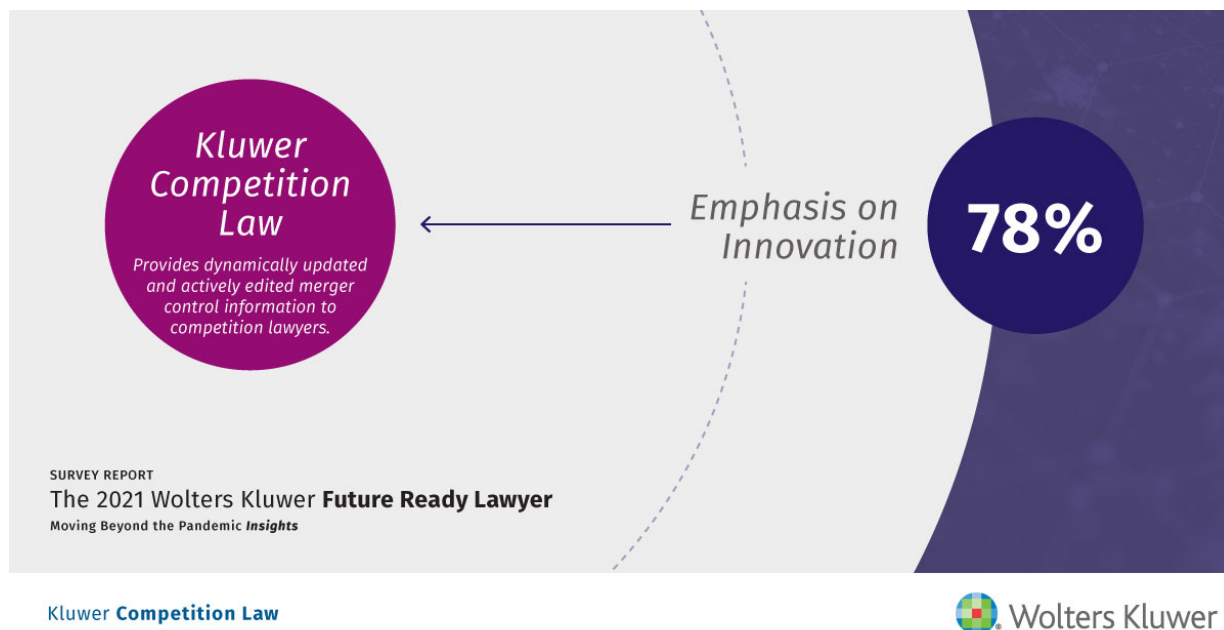 Kluwer
Competition
Law
Provides dynamically updated
and actively edited merger
control information to
competition lawyers.
Emphasis on
Innovation
78%
SURVEY REPORT
The 2021 Wolters Kluwer Future Ready Lawyer
Moving Beyond the Pandemic Insights
Kluwer Competition Law
Wolters Kluwer